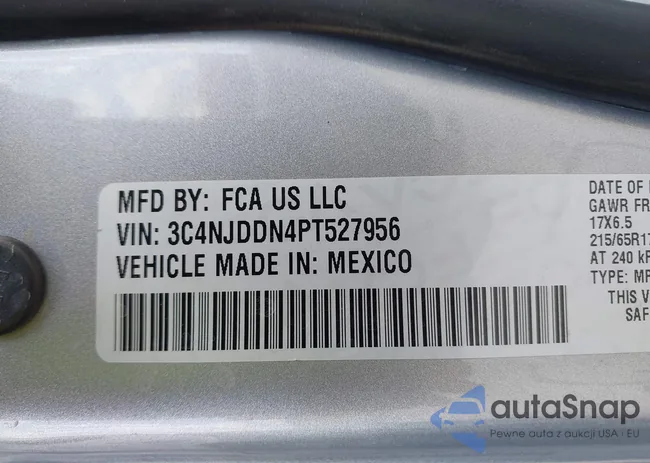 MFD BY: FCA US LLC
VIN: 3C4NJDDN4PT527956
VEHICLE MADE IN: MEXICO
DATE OF
GAWR FR
17X6.5
215/65R17
AT 240 kP
TYPE: MP
THIS V
SAF
autaSnap
Pewne auta z aukcji USA i EU